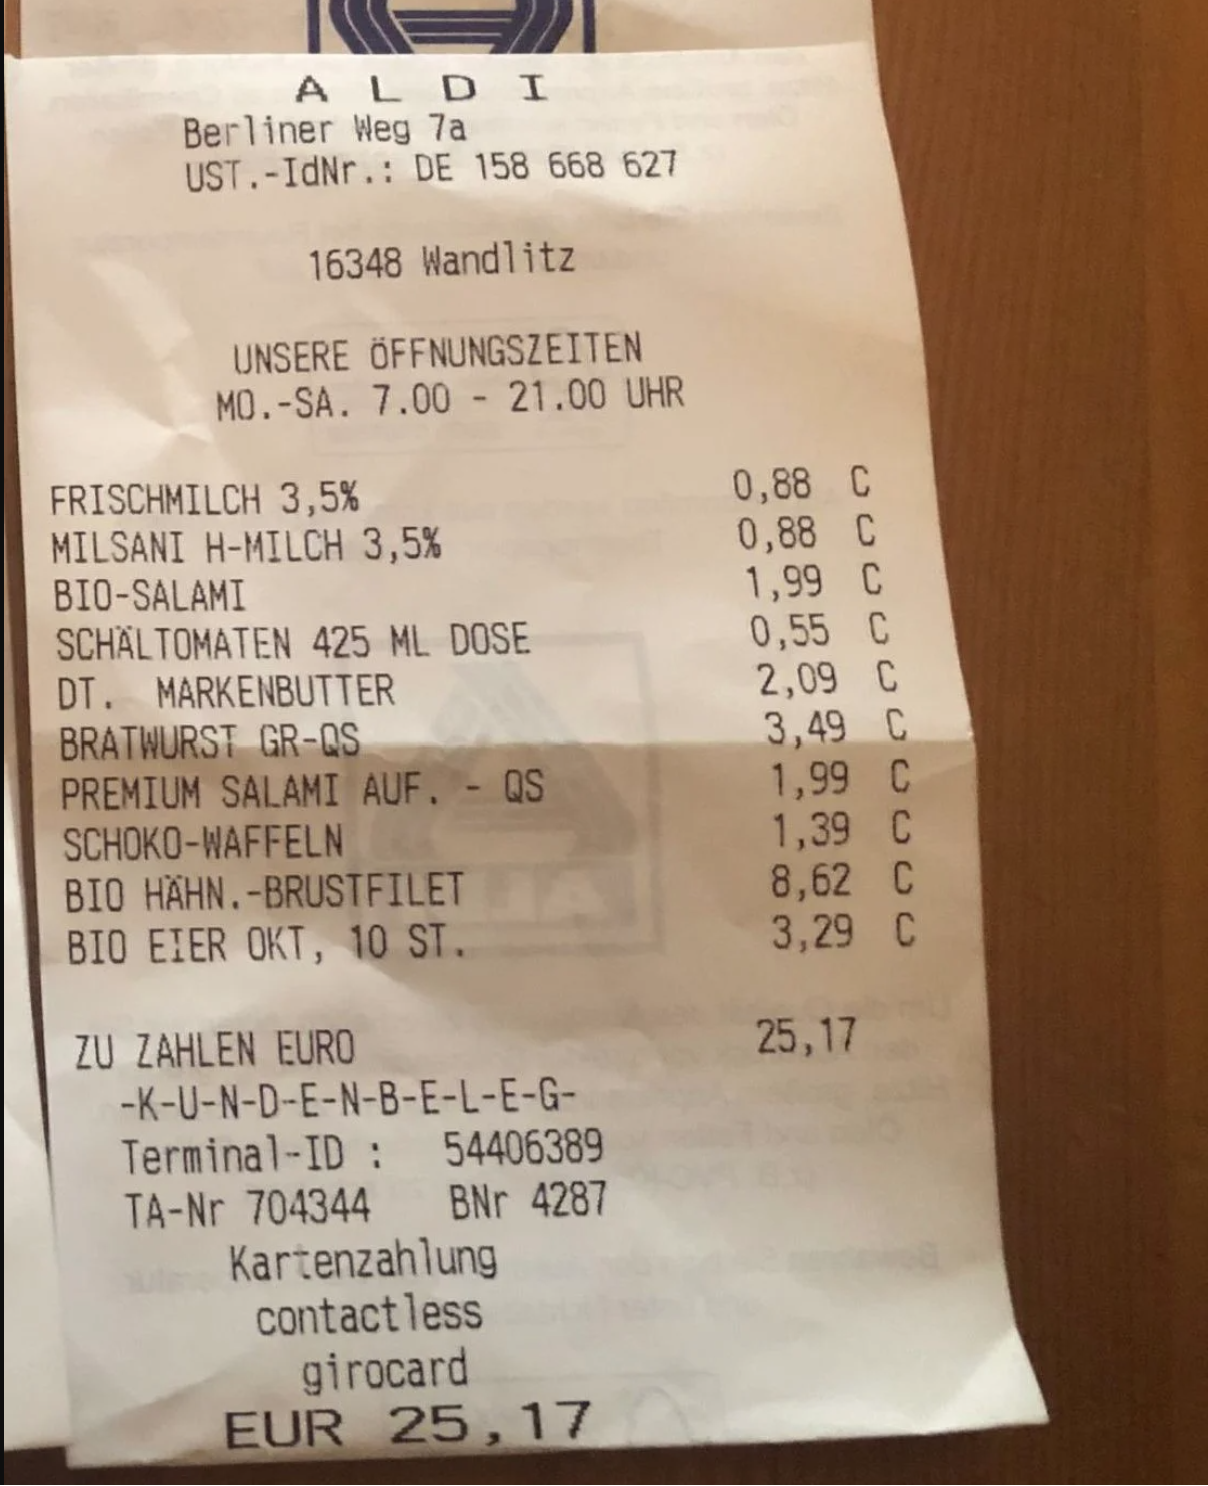 ALDI
Berliner Weg 7a
UST.-IdNr.: DE 158 668 627
16348 Wandlitz
UNSERE ÖFFNUNGSZEITEN
MO.-SA. 7.00 - 21.00 UHR
FRISCHMILCH 3,5% 0,88 C
MILSANI H-MILCH 3,5% 0,88 C
BIO-SALAMI 1,99 C
SCHÄLTOMATEN 425 ML DOSE 0,55 C
DT. MARKENBUTTER 2,09 C
BRATWURST GR-QS 3,49 C
PREMIUM SALAMI AUF. - QS 1,99 C
SCHOKO-WAFFELN 1,39 C
BIO HÄHN.-BRUSTFILET 8,62 C
BIO EIER OKT, 10 ST. 3,29 C
ZU ZAHLEN EURO 25,17
-K-U-N-D-E-N-B-E-L-E-G-
Terminal-ID : 54406389
TA-Nr 704344 BNr 4287
Kartenzahlung
contactless
girocard
EUR 25,17